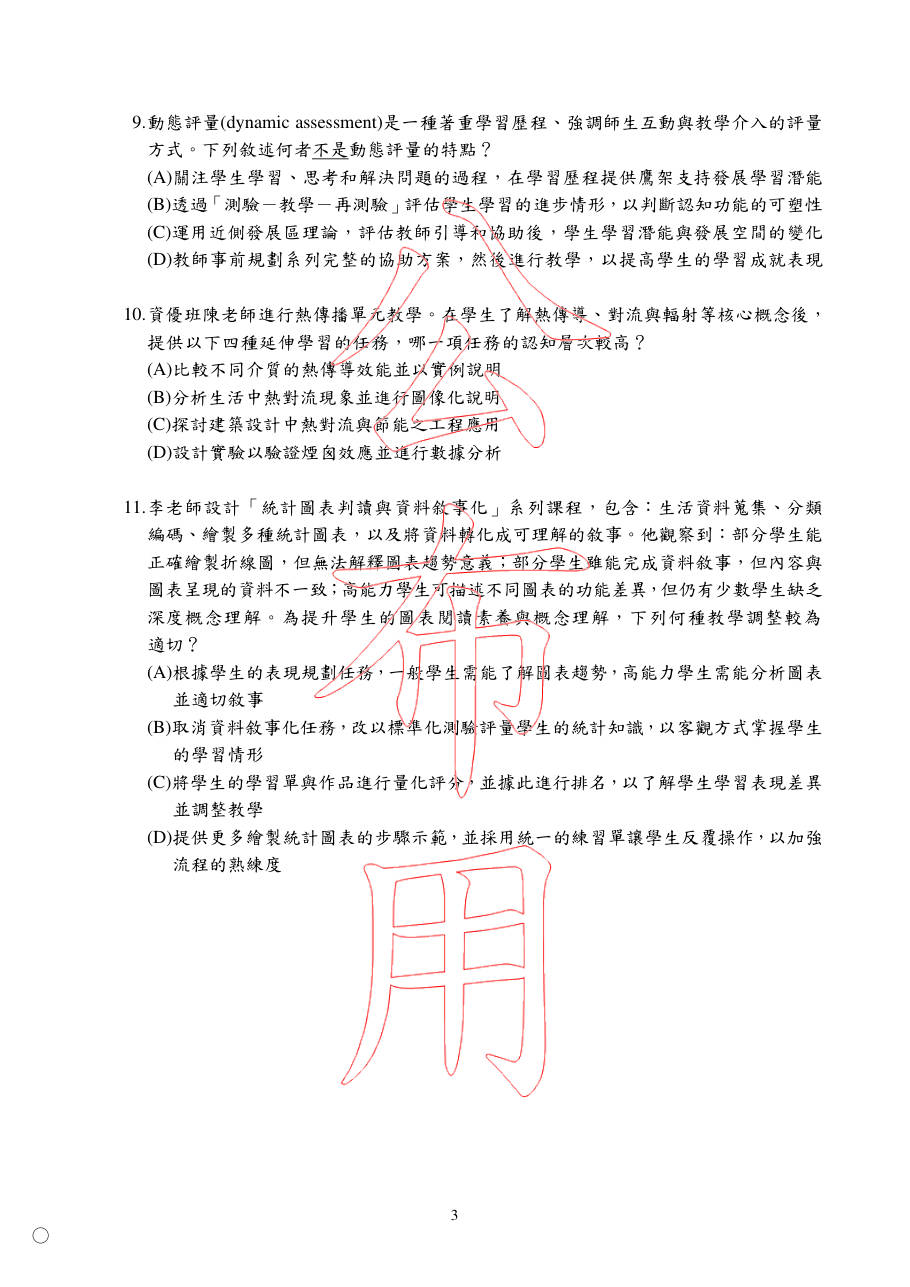 9.動態評量(dynamic assessment)是一種著重學習歷程、強調師生互動與教學介入的評量
方式。下列敘述何者不是動態評量的特點？
(A)關注學生學習、思考和解決問題的過程，在學習歷程提供鷹架支持發展學習潛能
(B)透過「測驗－教學－再測驗」評估學生學習的進步情形，以判斷認知功能的可塑性
(C)運用近側發展區理論，評估教師引導和協助後，學生學習潛能與發展空間的變化
(D)教師事前規劃系列完整的協助方案，然後進行教學，以提高學生的學習成就表現
10.資優班陳老師進行熱傳播單元教學。在學生了解熱傳導、對流與輻射等核心概念後，
提供以下四種延伸學習的任務，哪一項任務的認知層次較高？
(A)比較不同介質的熱傳導效能並以實例說明
(B)分析生活中熱對流現象並進行圖像化說明
(C)探討建築設計中熱對流與節能之工程應用
(D)設計實驗以驗證煙囪效應並進行數據分析
11.李老師設計「統計圖表判讀與資料敘事化」系列課程，包含：生活資料蒐集、分類
編碼、繪製多種統計圖表，以及將資料轉化成可理解的敘事。他觀察到：部分學生能
正確繪製折線圖，但無法解釋圖表趨勢意義；部分學生雖能完成資料敘事，但內容與
圖表呈現的資料不一致；高能力學生可描述不同圖表的功能差異，但仍有少數學生缺乏
深度概念理解。為提升學生的圖表閱讀素養與概念理解，下列何種教學調整較為
適切？
(A)根據學生的表現規劃任務，一般學生需能了解圖表趨勢，高能力學生需能分析圖表
並適切敘事
(B)取消資料敘事化任務，改以標準化測驗評量學生的統計知識，以客觀方式掌握學生
的學習情形
(C)將學生的學習單與作品進行量化評分，並據此進行排名，以了解學生學習表現差異
並調整教學
(D)提供更多繪製統計圖表的步驟示範，並採用統一的練習單讓學生反覆操作，以加強
流程的熟練度
公
布
用
3